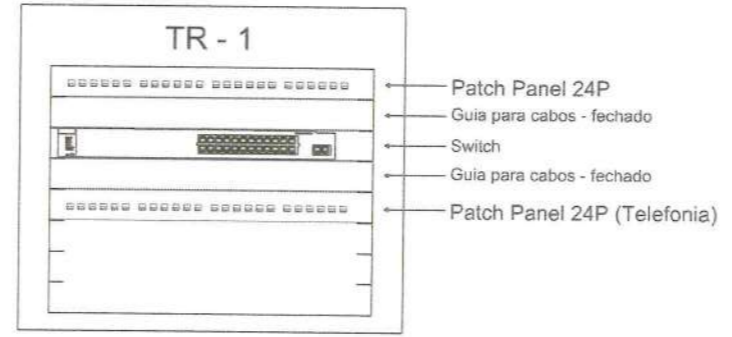 TR - 1
Patch Panel 24P
Guia para cabos - fechado
Switch
Guia para cabos - fechado
Patch Panel 24P (Telefonia)